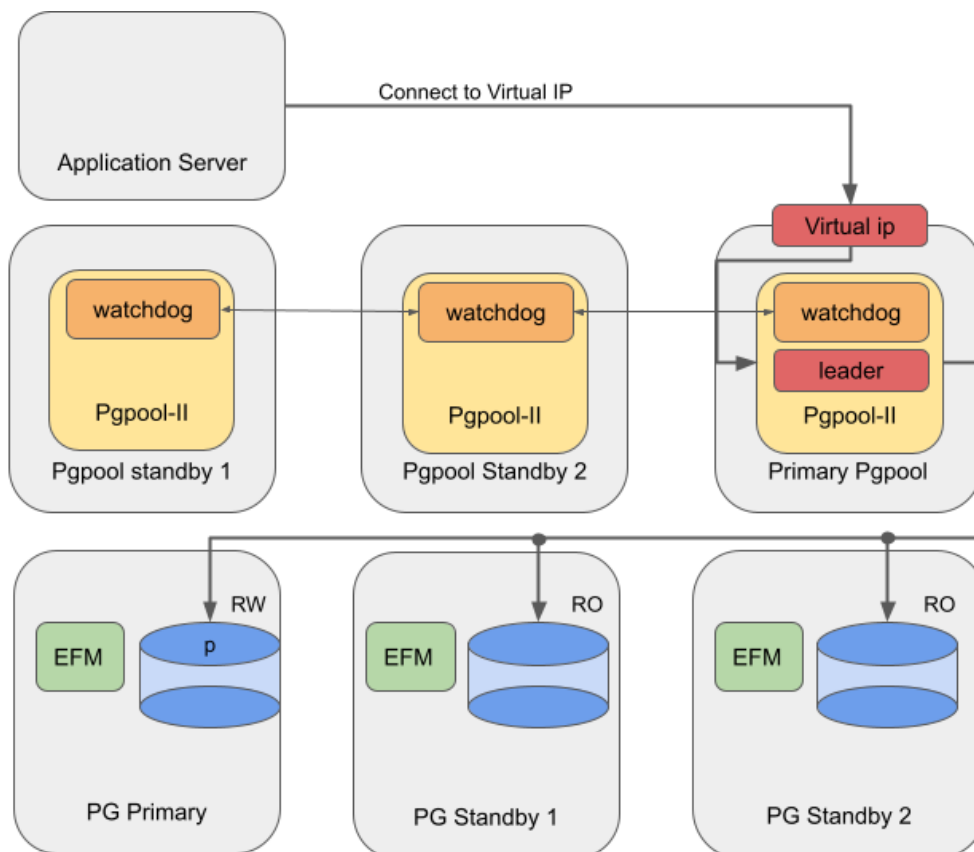 Connect to Virtual IP
Application Server
Virtual ip
watchdog
watchdog
watchdog
leader
Pgpool-II
Pgpool-II
Pgpool-II
Pgpool standby 1
Pgpool Standby 2
Primary Pgpool
RW
RO
RO
p
EFM
EFM
EFM
PG Primary
PG Standby 1
PG Standby 2